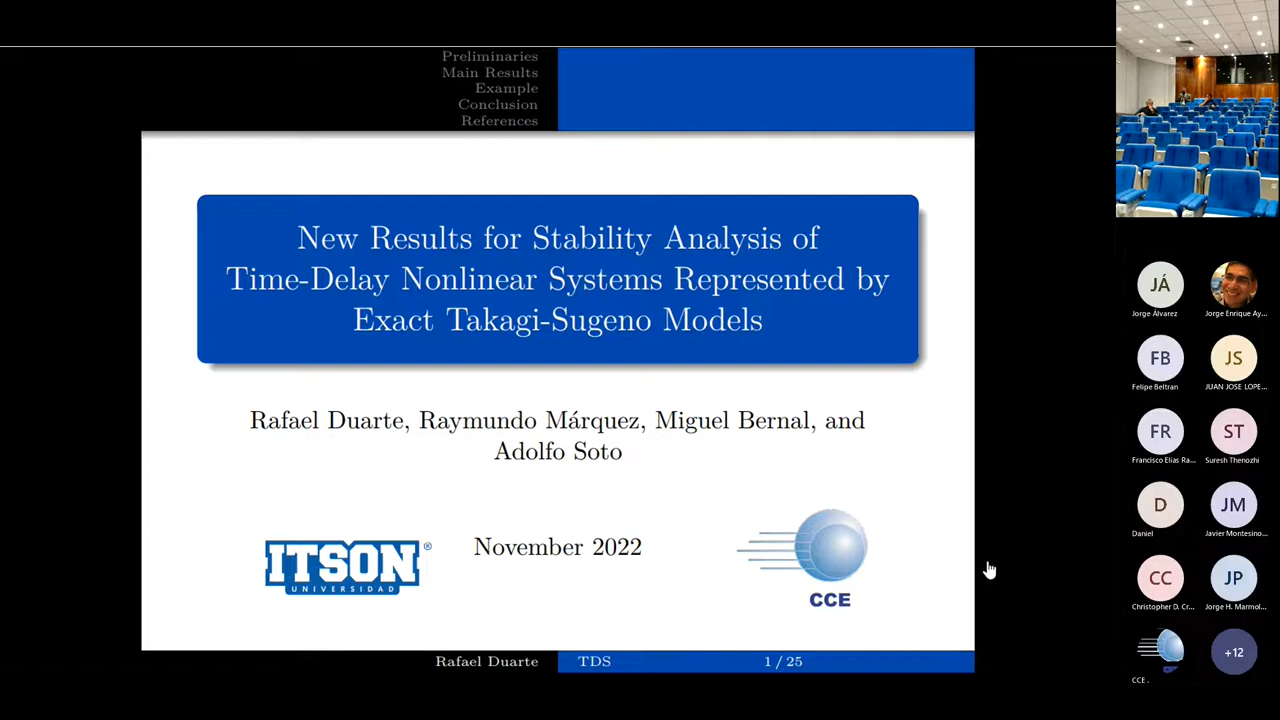 Preliminaries
Main Results
Example
Conclusion
References
New Results for Stability Analysis of
Time-Delay Nonlinear Systems Represented by
Exact Takagi-Sugeno Models
Rafael Duarte, Raymundo Márquez, Miguel Bernal, and
Adolfo Soto
ITSON
UNIVERSIDAD
®
November 2022
CCE
Rafael Duarte
TDS
1 / 25
JÁ
Jorge Álvarez
Jorge Enrique Ay...
FB
Felipe Beltran
JS
JUAN JOSE LOPE...
FR
Francisco Elias Ra...
ST
Suresh Thenozhi
D
Daniel
JM
Javier Montesino...
CC
Christopher D. Cr...
JP
Jorge H. Marmol...
CCE .
+12